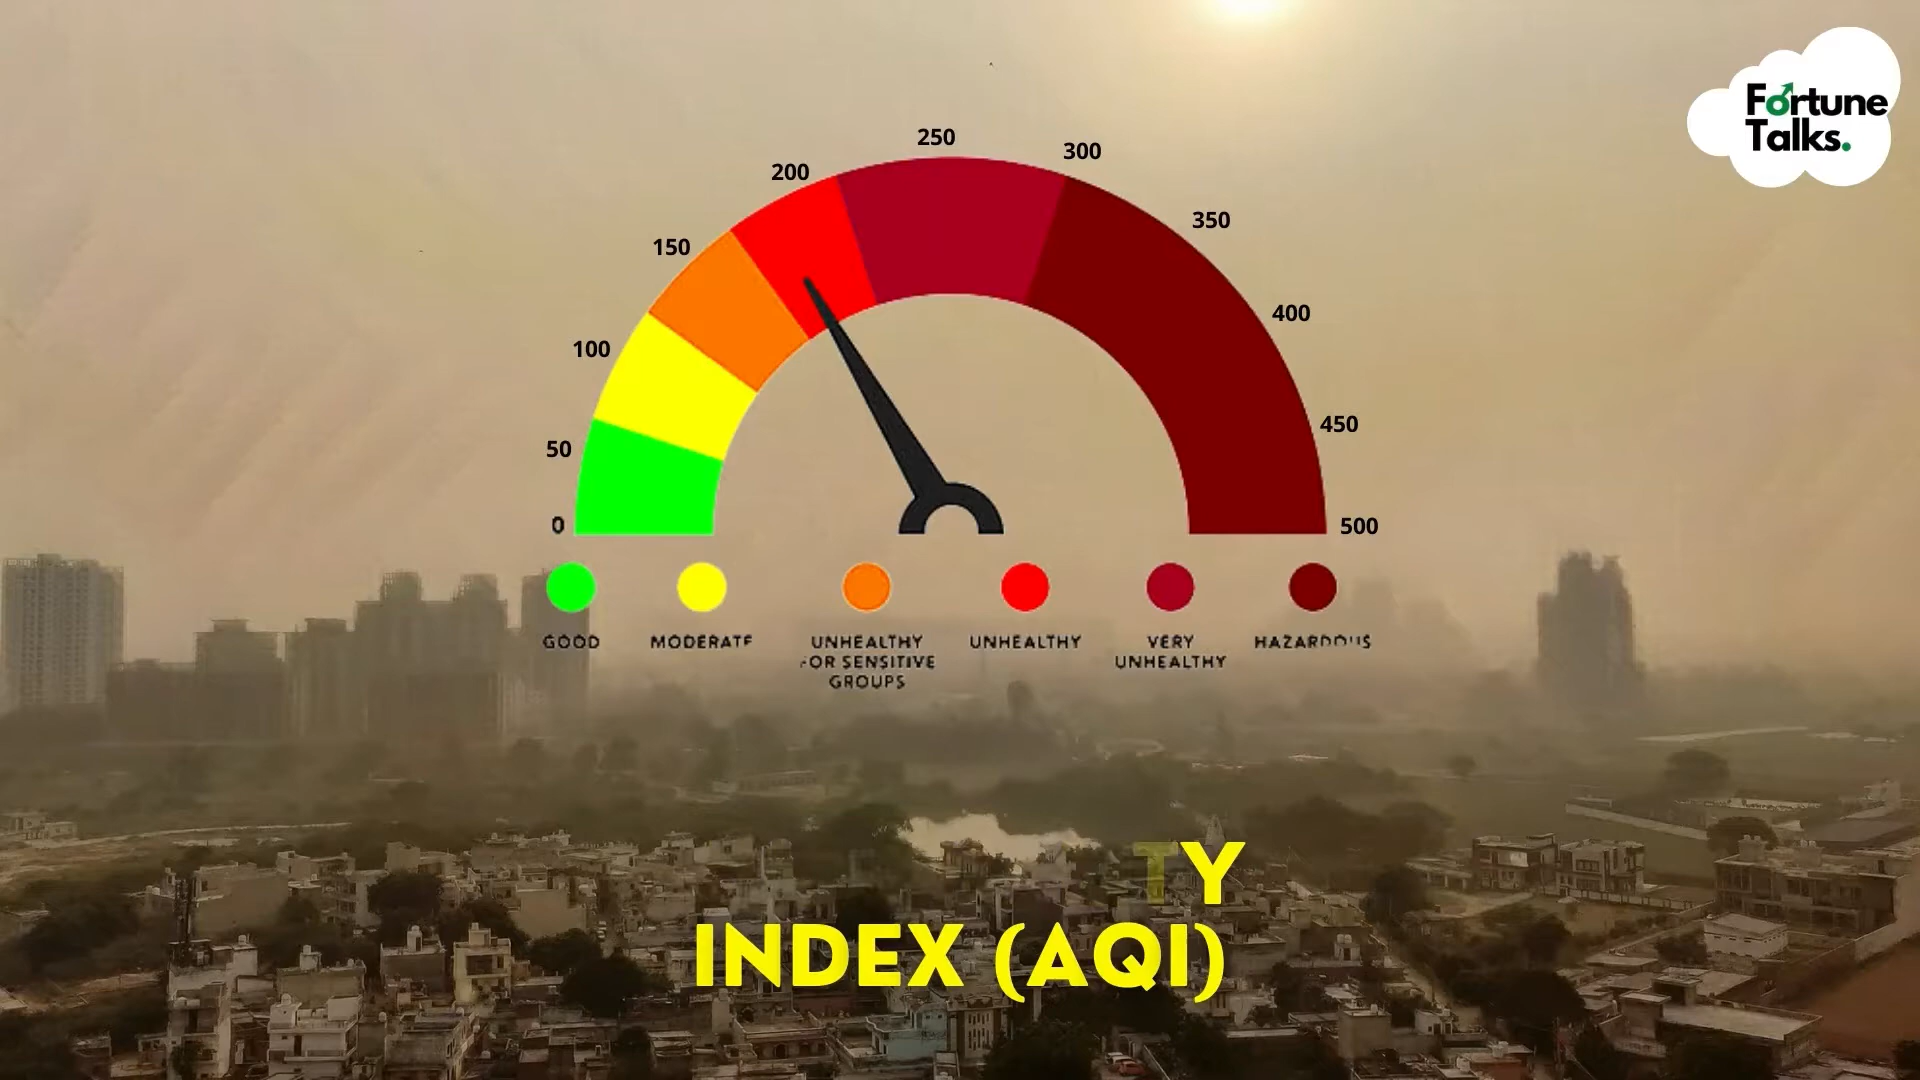 Fortune
Talks.
250
300
200
350
150
400
100
450
50
0
500
GOOD
MODERATE
UNHEALTHY
UNHEALTHY
VERY
HAZARDOUS
OR SENSITIVE
UNHEALTHY
GROUPS
TY
INDEX (AQI)